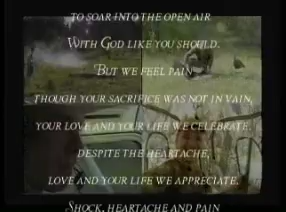 TO SOAR INTO THE OPEN AIR
WITH GOD LIKE YOU SHOULD.
BUT WE FEEL PAIN
THOUGH YOUR SACRIFICE WAS NOT IN VAIN,
YOUR LOVE AND YOUR LIFE WE CELEBRATE,
DESPITE THE HEARTACHE,
LOVE AND YOUR LIFE WE APPRECIATE.
SHOCK, HEARTACHE AND PAIN